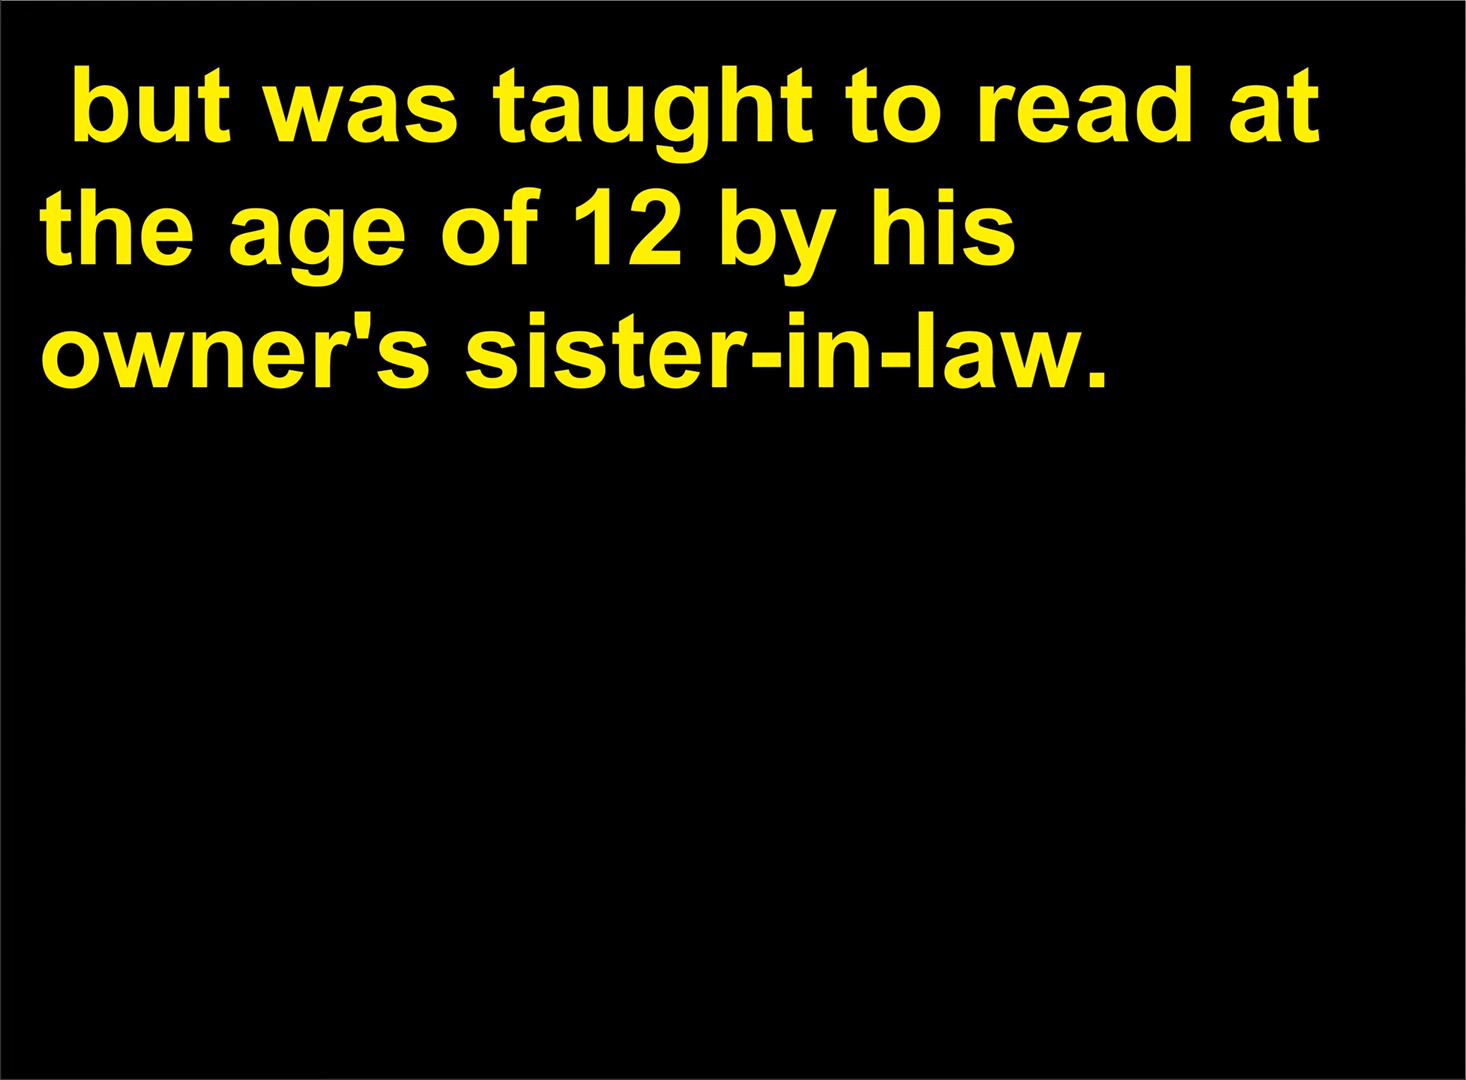 but was taught to read at
the age of 12 by his
owner's sister-in-law.